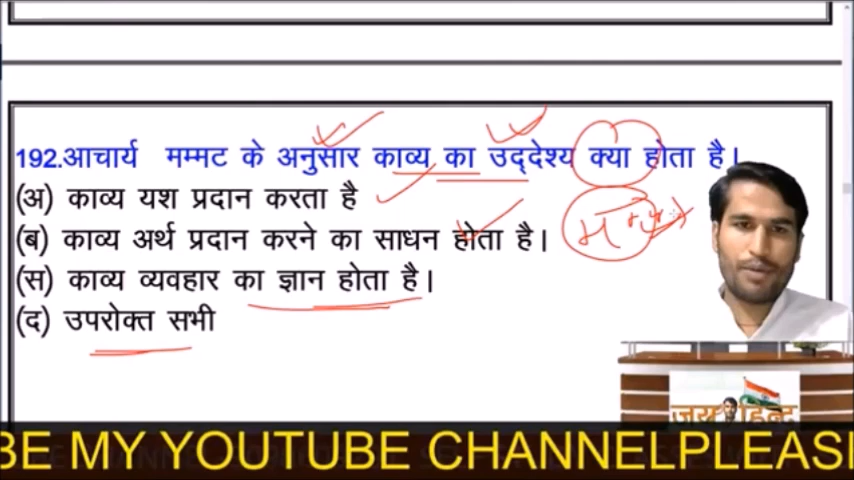 192.आचार्य मम्मट के अनुसार काव्य का उद्देश्य क्या होता है।
(अ) काव्य यश प्रदान करता है
(ब) काव्य अर्थ प्रदान करने का साधन होता है।
(स) काव्य व्यवहार का ज्ञान होता है।
(द) उपरोक्त सभी
जय हिन्द
BE MY YOUTUBE CHANNELPLEAS